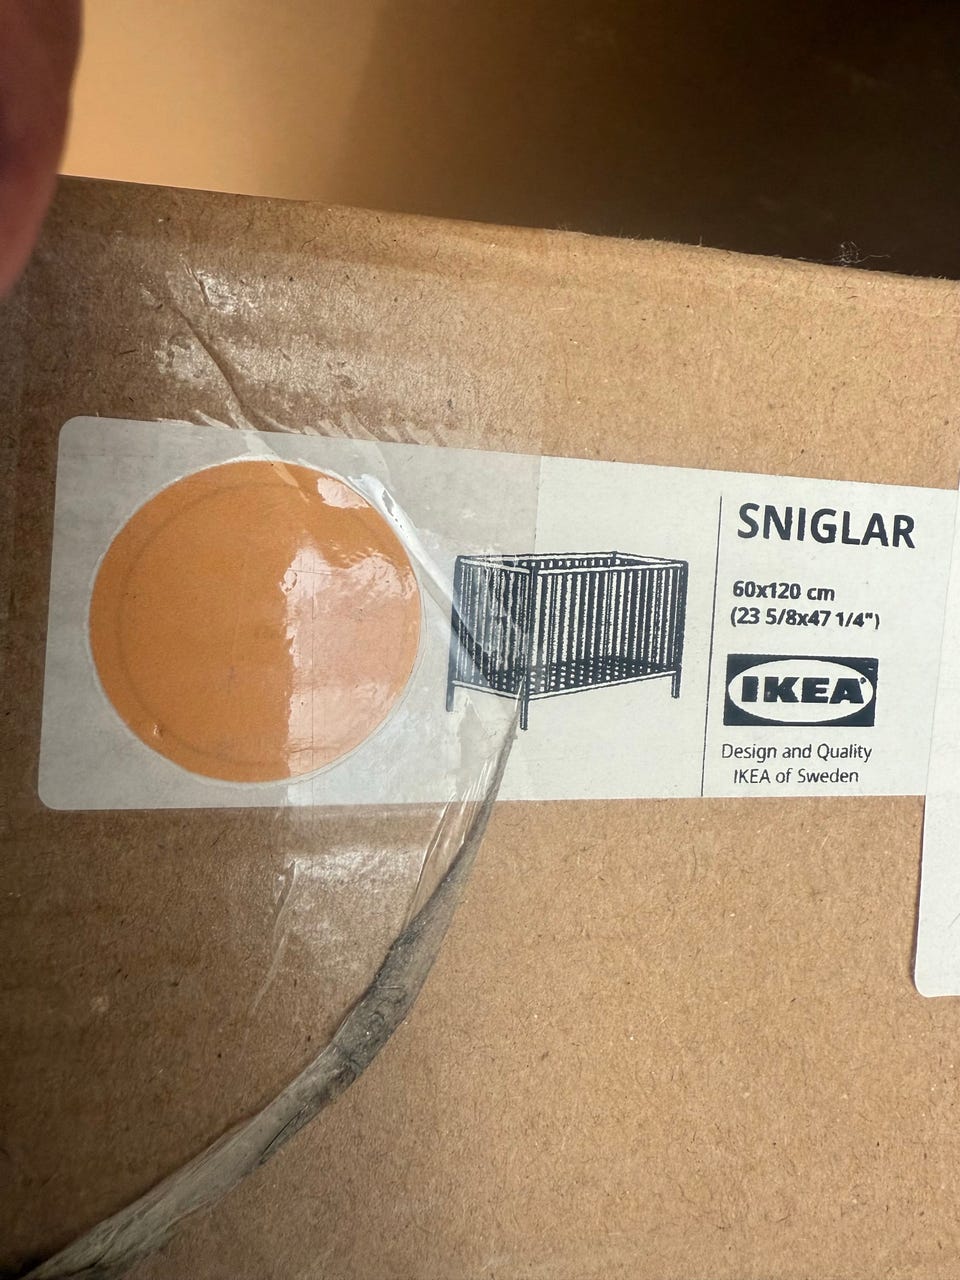 SNIGLAR
60x120 cm
(23 5/8x47 1/4")
IKEA
Design and Quality
IKEA of Sweden